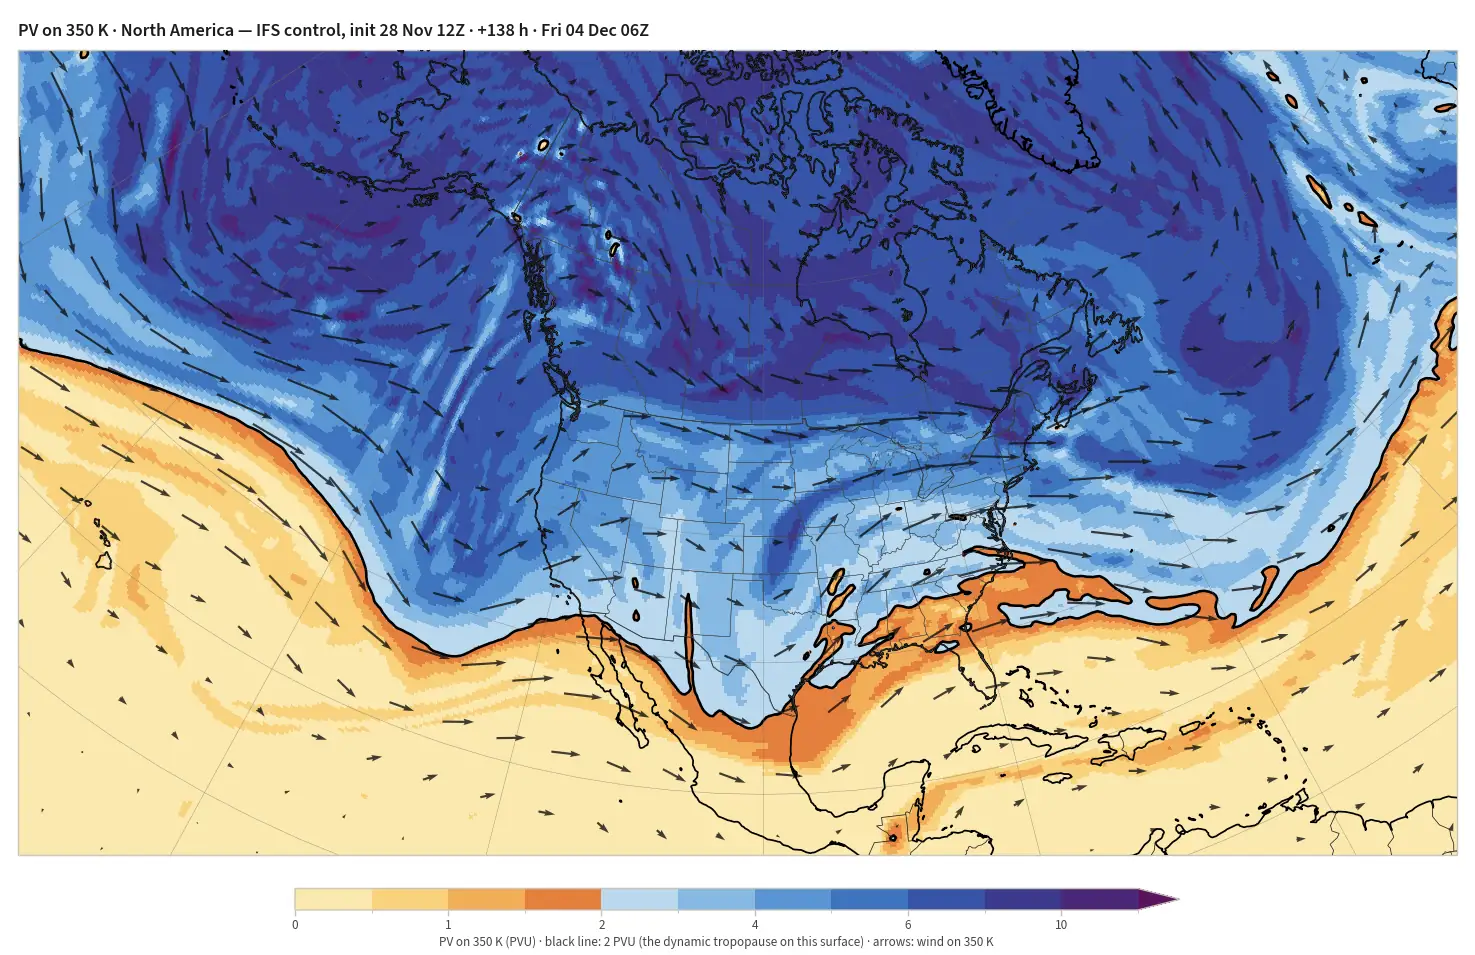 PV on 350 K · North America — IFS control, init 28 Nov 12Z · +138 h · Fri 04 Dec 06Z
0 1 2 4 6 10
PV on 350 K (PVU) · black line: 2 PVU (the dynamic tropopause on this surface) · arrows: wind on 350 K